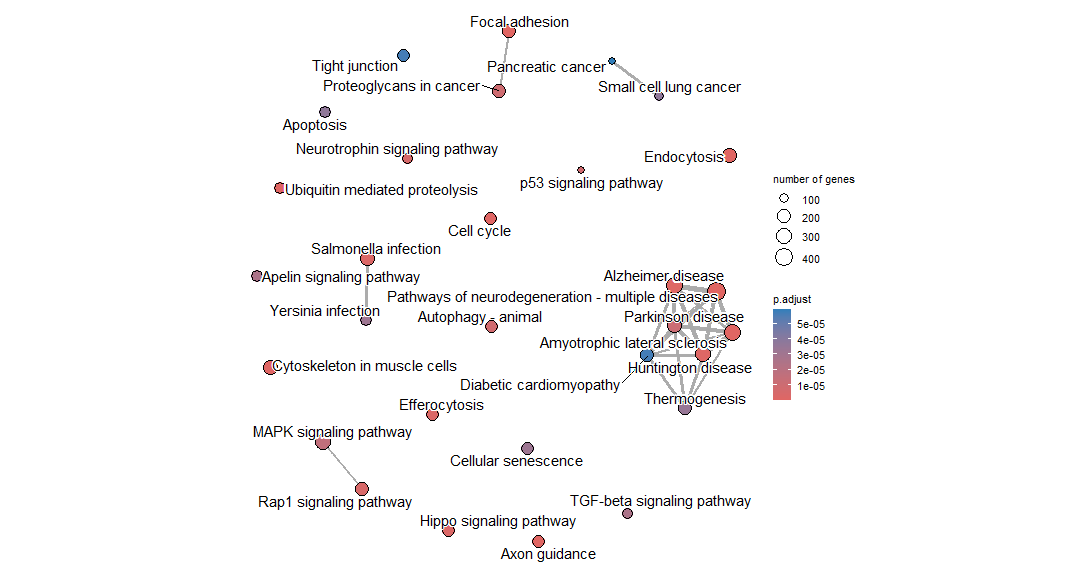 Focal adhesion
Tight junction
Pancreatic cancer
Proteoglycans in cancer
Small cell lung cancer
Apoptosis
Neurotrophin signaling pathway
Endocytosis
Ubiquitin mediated proteolysis
p53 signaling pathway
Cell cycle
Salmonella infection
Apelin signaling pathway
Alzheimer disease
Pathways of neurodegeneration - multiple diseases
Yersinia infection
Autophagy - animal
Parkinson disease
Amyotrophic lateral sclerosis
Cytoskeleton in muscle cells
Huntington disease
Diabetic cardiomyopathy
Thermogenesis
Efferocytosis
MAPK signaling pathway
Cellular senescence
Rap1 signaling pathway
TGF-beta signaling pathway
Hippo signaling pathway
Axon guidance
number of genes
100
200
300
400
p.adjust
5e-05
4e-05
3e-05
2e-05
1e-05